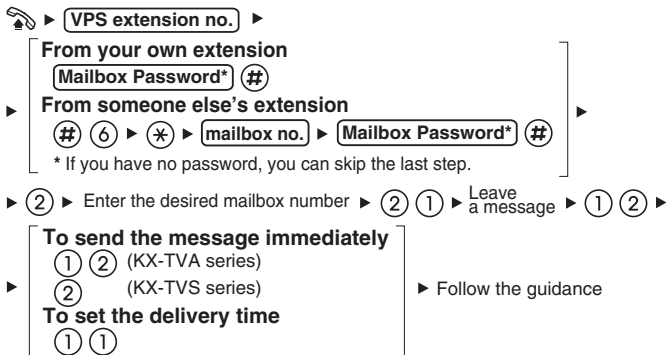 VPS extension no.
From your own extension
Mailbox Password* #
From someone else's extension
# 6 * mailbox no. Mailbox Password* #
* If you have no password, you can skip the last step.
2 Enter the desired mailbox number 2 1 Leave a message 1 2
To send the message immediately
1 2 (KX-TVA series)
2 (KX-TVS series)
Follow the guidance
To set the delivery time
1 1